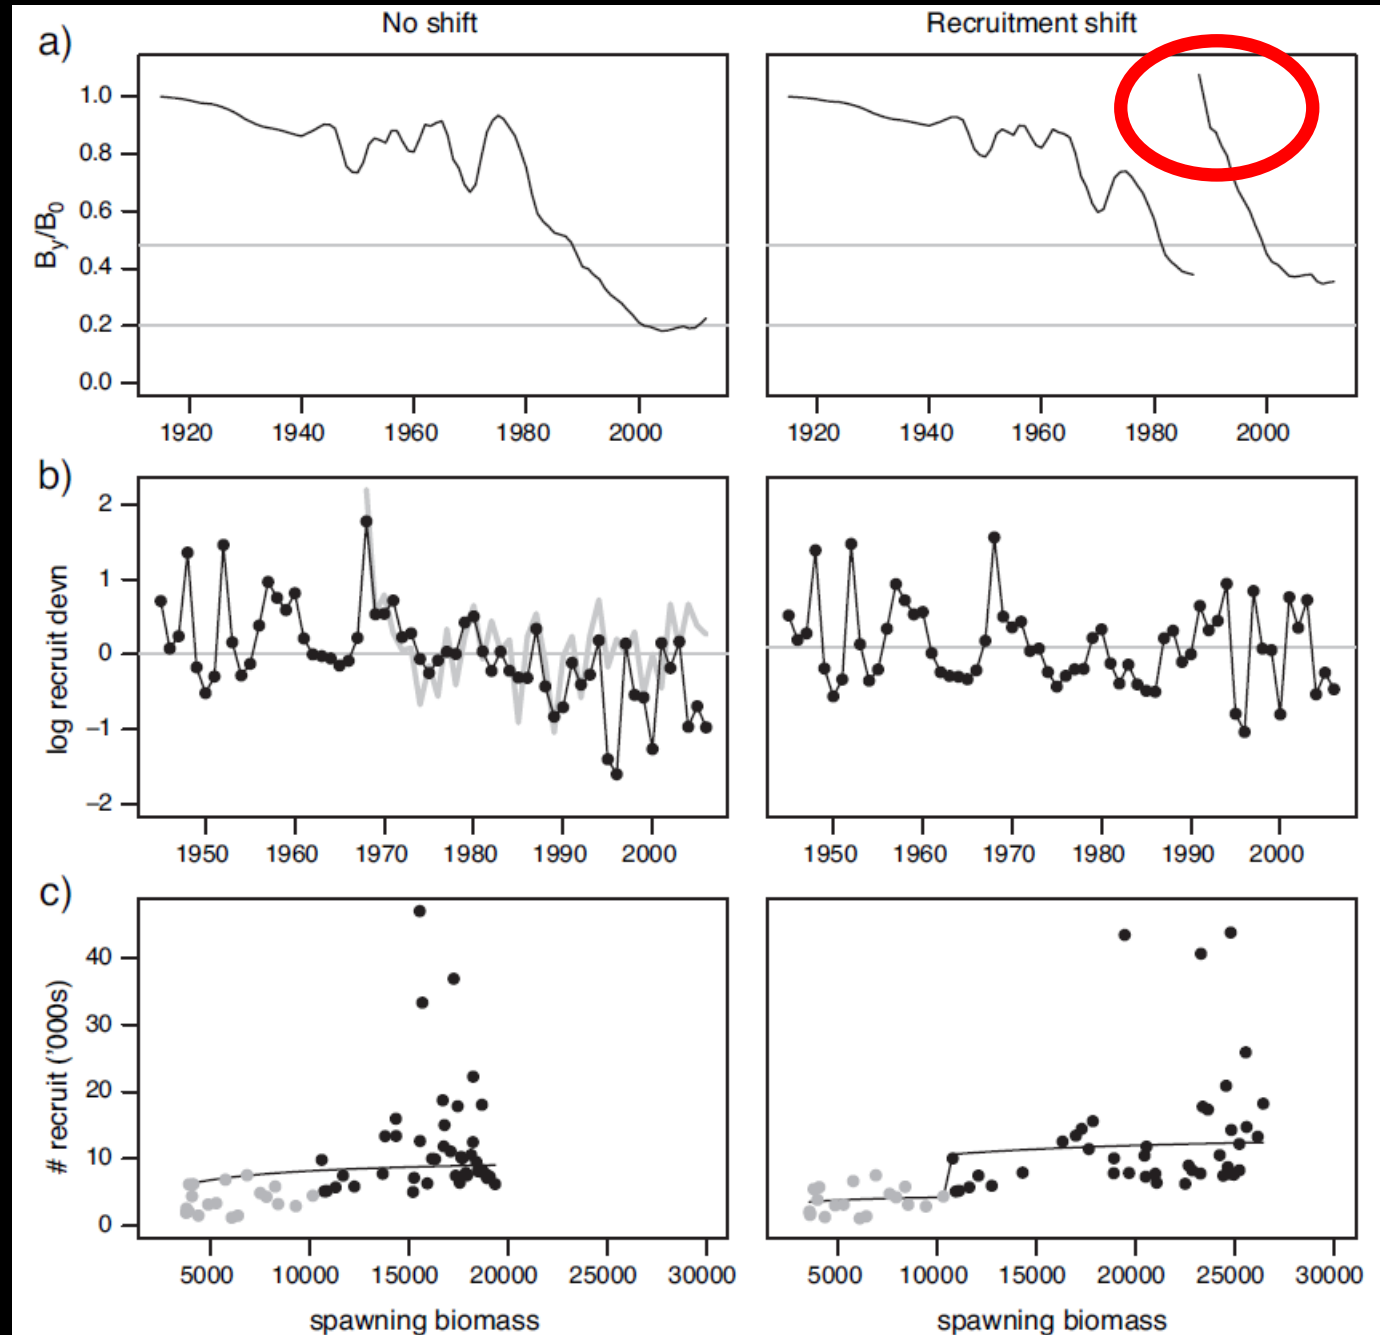 No shift
Recruitment shift
a)
1.0
0.8
0.6
0.4
0.2
0.0
By/B0
1920 1940 1960 1980 2000
1920 1940 1960 1980 2000
b)
2
1
0
−1
−2
log recruit devn
1950 1960 1970 1980 1990 2000
1950 1960 1970 1980 1990 2000
c)
40
30
20
10
0
# recruit ('000s)
5000 10000 15000 20000 25000 30000
5000 10000 15000 20000 25000 30000
spawning biomass
spawning biomass